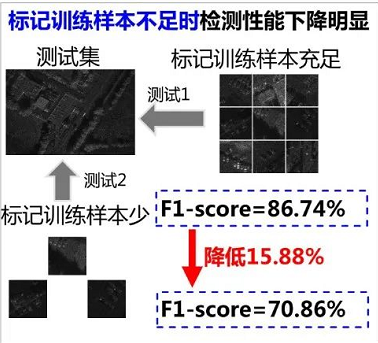 标记训练样本不足时检测性能下降明显
测试集
标记训练样本充足
测试1
测试2
标记训练样本少
F1-score=86.74%
降低15.88%
F1-score=70.86%